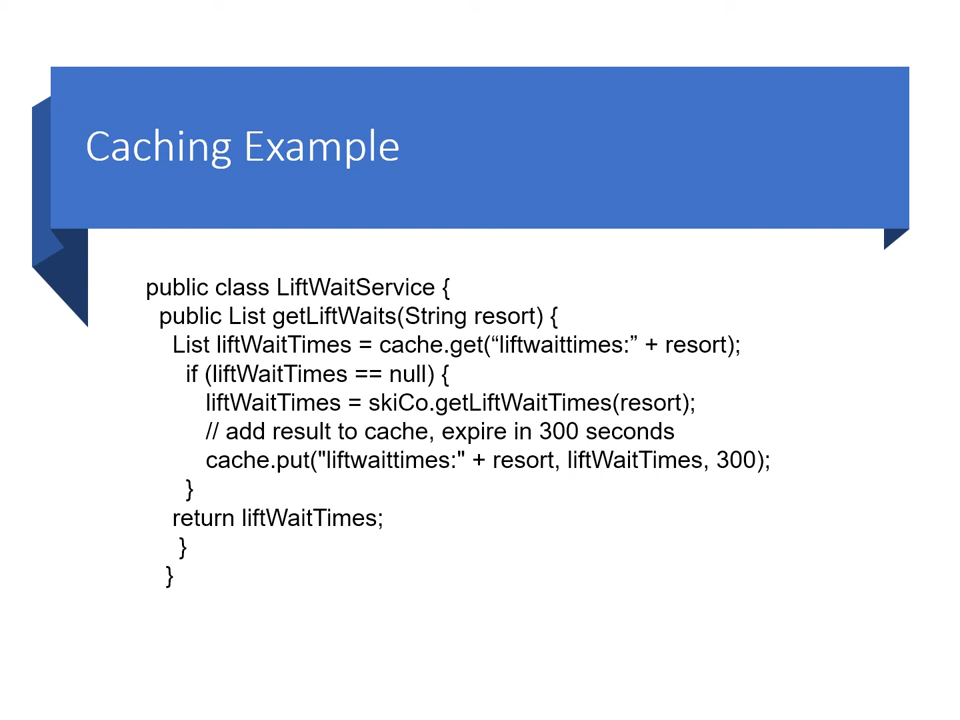 Caching Example
public class LiftWaitService {
public List getLiftWaits(String resort) {
List liftWaitTimes = cache.get(“liftwaittimes:” + resort);
if (liftWaitTimes == null) {
liftWaitTimes = skiCo.getLiftWaitTimes(resort);
// add result to cache, expire in 300 seconds
cache.put("liftwaittimes:" + resort, liftWaitTimes, 300);
}
return liftWaitTimes;
}
}